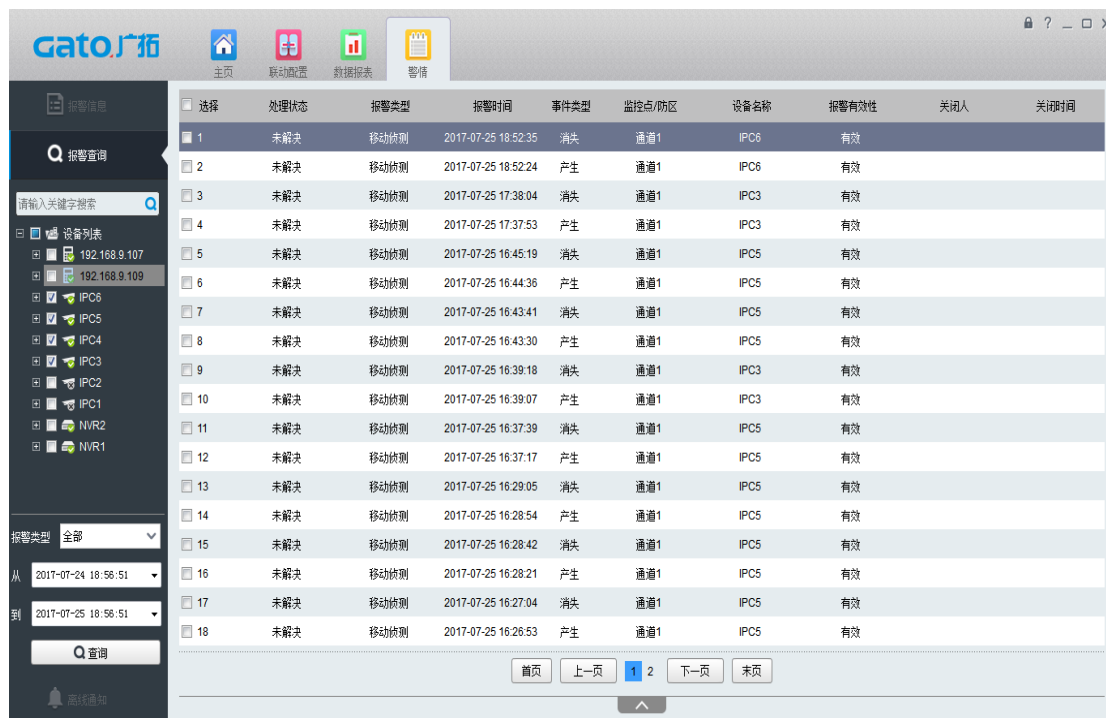 Gato.广拓
主页 联动配置 数据报表 警情
?
报警信息
报警查询
请输入关键字搜索
设备列表
192.168.9.107
192.168.9.109
IPC6
IPC5
IPC4
IPC3
IPC2
IPC1
NVR2
NVR1
报警类型 全部
从 2017-07-24 18:56:51
到 2017-07-25 18:56:51
查询
离线通知
选择 处理状态 报警类型 报警时间 事件类型 监控点/防区 设备名称 报警有效性 关闭人 关闭时间
1 未解决 移动侦测 2017-07-25 18:52:35 消失 通道1 IPC6 有效
2 未解决 移动侦测 2017-07-25 18:52:24 产生 通道1 IPC6 有效
3 未解决 移动侦测 2017-07-25 17:38:04 消失 通道1 IPC3 有效
4 未解决 移动侦测 2017-07-25 17:37:53 产生 通道1 IPC3 有效
5 未解决 移动侦测 2017-07-25 16:45:19 消失 通道1 IPC5 有效
6 未解决 移动侦测 2017-07-25 16:44:36 产生 通道1 IPC5 有效
7 未解决 移动侦测 2017-07-25 16:43:41 消失 通道1 IPC5 有效
8 未解决 移动侦测 2017-07-25 16:43:30 产生 通道1 IPC5 有效
9 未解决 移动侦测 2017-07-25 16:39:18 消失 通道1 IPC3 有效
10 未解决 移动侦测 2017-07-25 16:39:07 产生 通道1 IPC3 有效
11 未解决 移动侦测 2017-07-25 16:37:39 消失 通道1 IPC5 有效
12 未解决 移动侦测 2017-07-25 16:37:17 产生 通道1 IPC5 有效
13 未解决 移动侦测 2017-07-25 16:29:05 消失 通道1 IPC5 有效
14 未解决 移动侦测 2017-07-25 16:28:54 产生 通道1 IPC5 有效
15 未解决 移动侦测 2017-07-25 16:28:42 消失 通道1 IPC5 有效
16 未解决 移动侦测 2017-07-25 16:28:21 产生 通道1 IPC5 有效
17 未解决 移动侦测 2017-07-25 16:27:04 消失 通道1 IPC5 有效
18 未解决 移动侦测 2017-07-25 16:26:53 产生 通道1 IPC5 有效
首页 上一页 1 2 下一页 末页